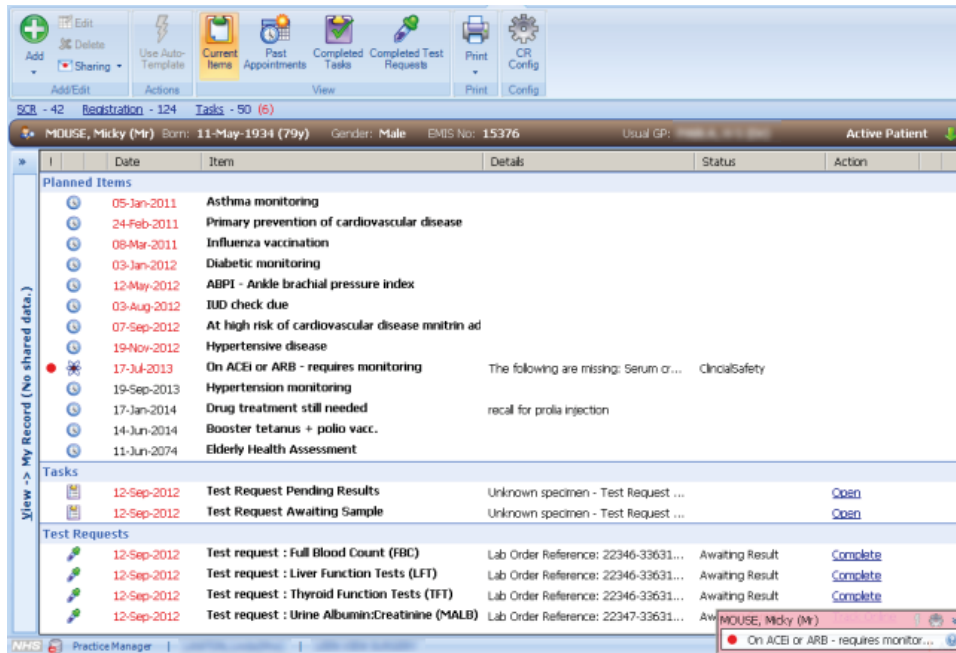 Add
Edit
Delete
Sharing
Use Auto-
Template
Current
Items
Past
Appointments
Completed
Tasks
Completed Test
Requests
Print
CR
Config
Add/Edit Actions View Print Config
SCR - 42 Registration - 124 Tasks - 50 (6)
MOUSE, Micky (Mr) Born: 11-May-1934 (79y) Gender: Male EMIS No: 15376 Usual GP: Active Patient
» ! Date Item Details Status Action
View -> My Record (No shared data.)
Planned Items
05-Jan-2011 Asthma monitoring
24-Feb-2011 Primary prevention of cardiovascular disease
08-Mar-2011 Influenza vaccination
03-Jan-2012 Diabetic monitoring
12-May-2012 ABPI - Ankle brachial pressure index
03-Aug-2012 IUD check due
07-Sep-2012 At high risk of cardiovascular disease mnitrin ad
19-Nov-2012 Hypertensive disease
17-Jul-2013 On ACEi or ARB - requires monitoring The following are missing: Serum cr... ClincialSafety
19-Sep-2013 Hypertension monitoring
17-Jan-2014 Drug treatment still needed recall for prolia injection
14-Jun-2014 Booster tetanus + polio vacc.
11-Jun-2074 Elderly Health Assessment
Tasks
12-Sep-2012 Test Request Pending Results Unknown specimen - Test Request ... Open
12-Sep-2012 Test Request Awaiting Sample Unknown specimen - Test Request ... Open
Test Requests
12-Sep-2012 Test request : Full Blood Count (FBC) Lab Order Reference: 22346-33631... Awaiting Result Complete
12-Sep-2012 Test request : Liver Function Tests (LFT) Lab Order Reference: 22346-33631... Awaiting Result Complete
12-Sep-2012 Test request : Thyroid Function Tests (TFT) Lab Order Reference: 22346-33631... Awaiting Result Complete
12-Sep-2012 Test request : Urine Albumin:Creatinine (MALB) Lab Order Reference: 22347-33631...
MOUSE, Micky (Mr)
On ACEi or ARB - requires monitor...
NHS Practice Manager